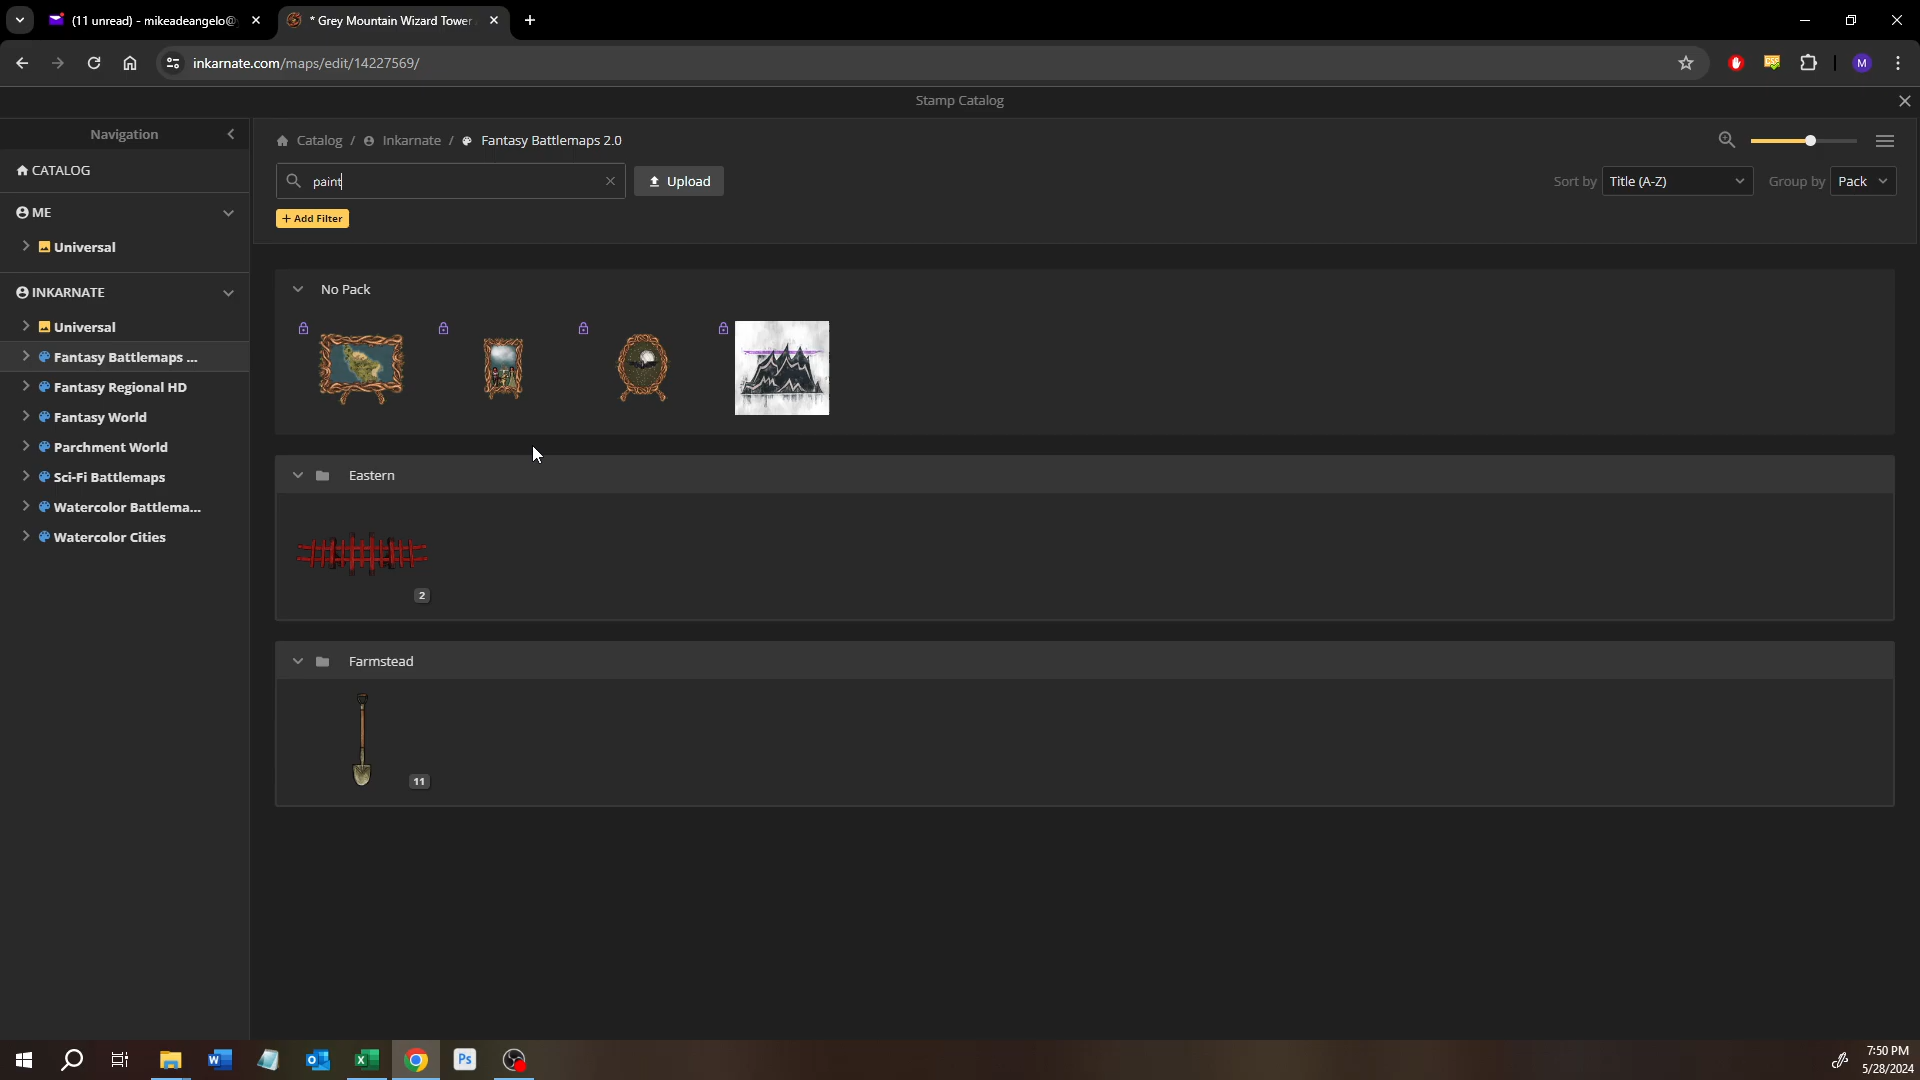 (11 unread) - mikeadeangelo@
* Grey Mountain Wizard Tower
inkarnate.com/maps/edit/14227569/
M
Stamp Catalog
Navigation
Catalog / Inkarnate / Fantasy Battlemaps 2.0
CATALOG
paint
Upload
Sort by Title (A-Z)
Group by Pack
+ Add Filter
ME
Universal
INKARNATE
Universal
Fantasy Battlemaps ...
Fantasy Regional HD
Fantasy World
Parchment World
Sci-Fi Battlemaps
Watercolor Battlema...
Watercolor Cities
No Pack
Eastern
2
Farmstead
11
Ps
7:50 PM
5/28/2024